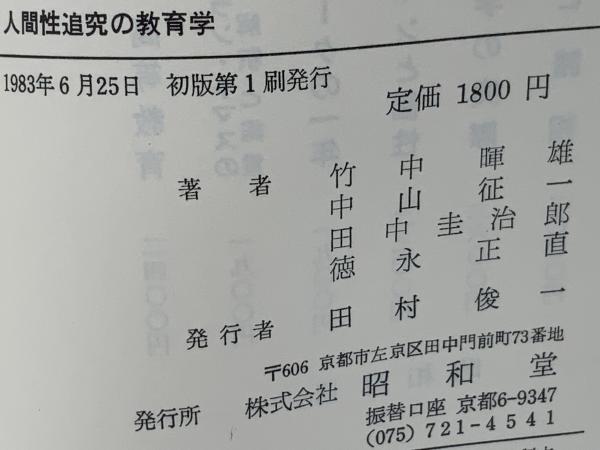 人間性追究の教育学
1983年6月25日 初版第1刷発行
定価 1800 円
著者 竹中暉雄
中山征一
田中圭治郎
徳永正直
発行者 田村俊一
〒606 京都市左京区田中門前町73番地
発行所 株式会社 昭和堂
振替口座 京都6-9347
(075) 721-4541